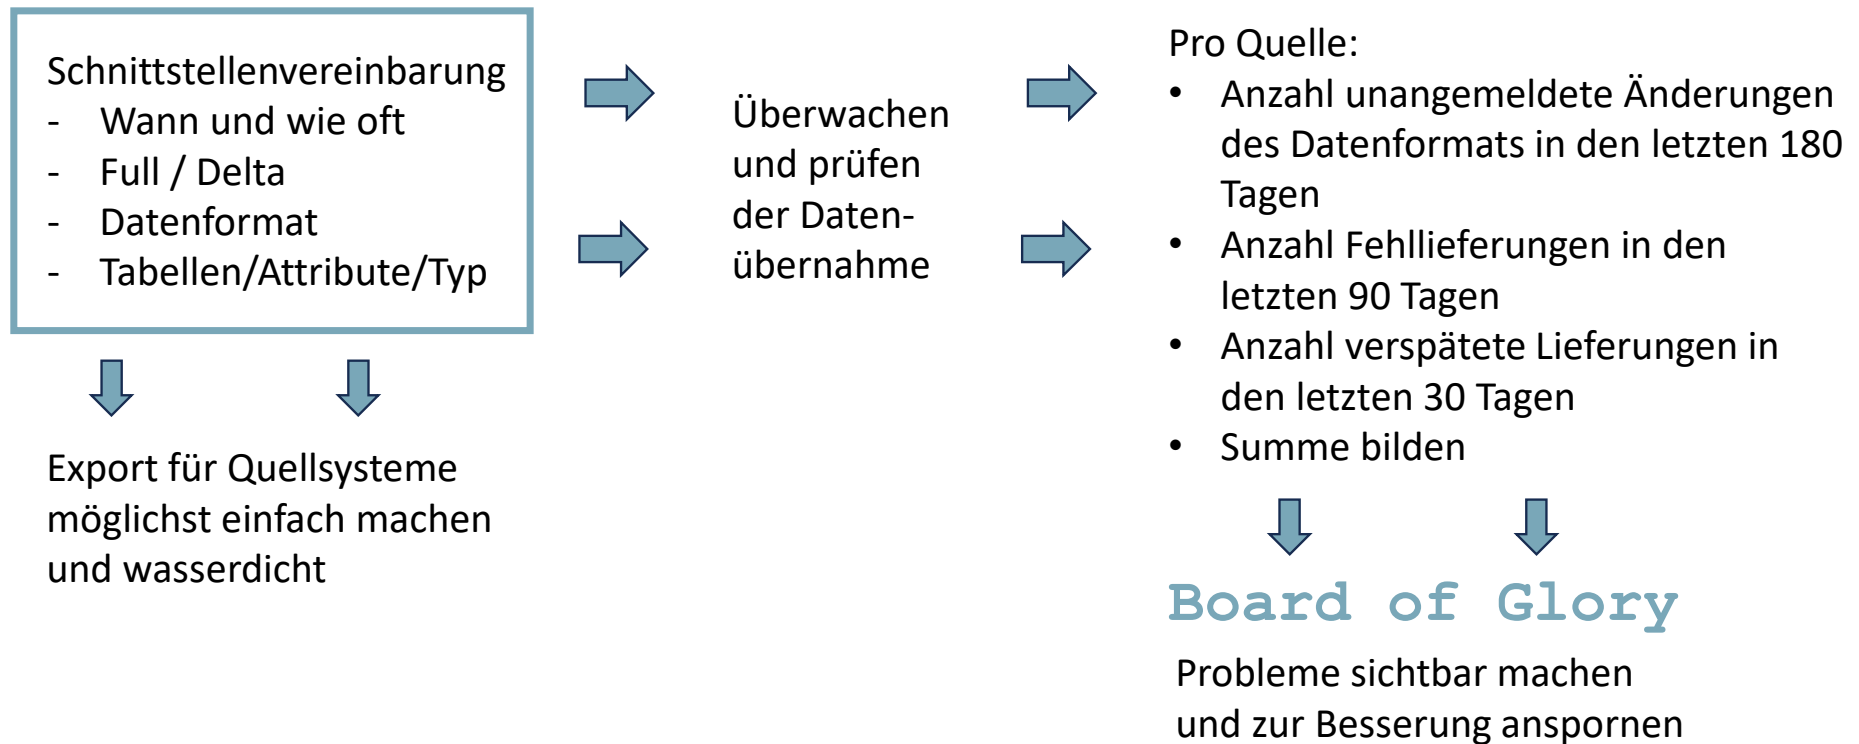 Schnittstellenvereinbarung
- Wann und wie oft
- Full / Delta
- Datenformat
- Tabellen/Attribute/Typ
Export für Quellsysteme
möglichst einfach machen
und wasserdicht
Überwachen
und prüfen
der Daten-
übernahme
Pro Quelle:
• Anzahl unangemeldete Änderungen
des Datenformats in den letzten 180
Tagen
• Anzahl Fehllieferungen in den
letzten 90 Tagen
• Anzahl verspätete Lieferungen in
den letzten 30 Tagen
• Summe bilden
Board of Glory
Probleme sichtbar machen
und zur Besserung anspornen